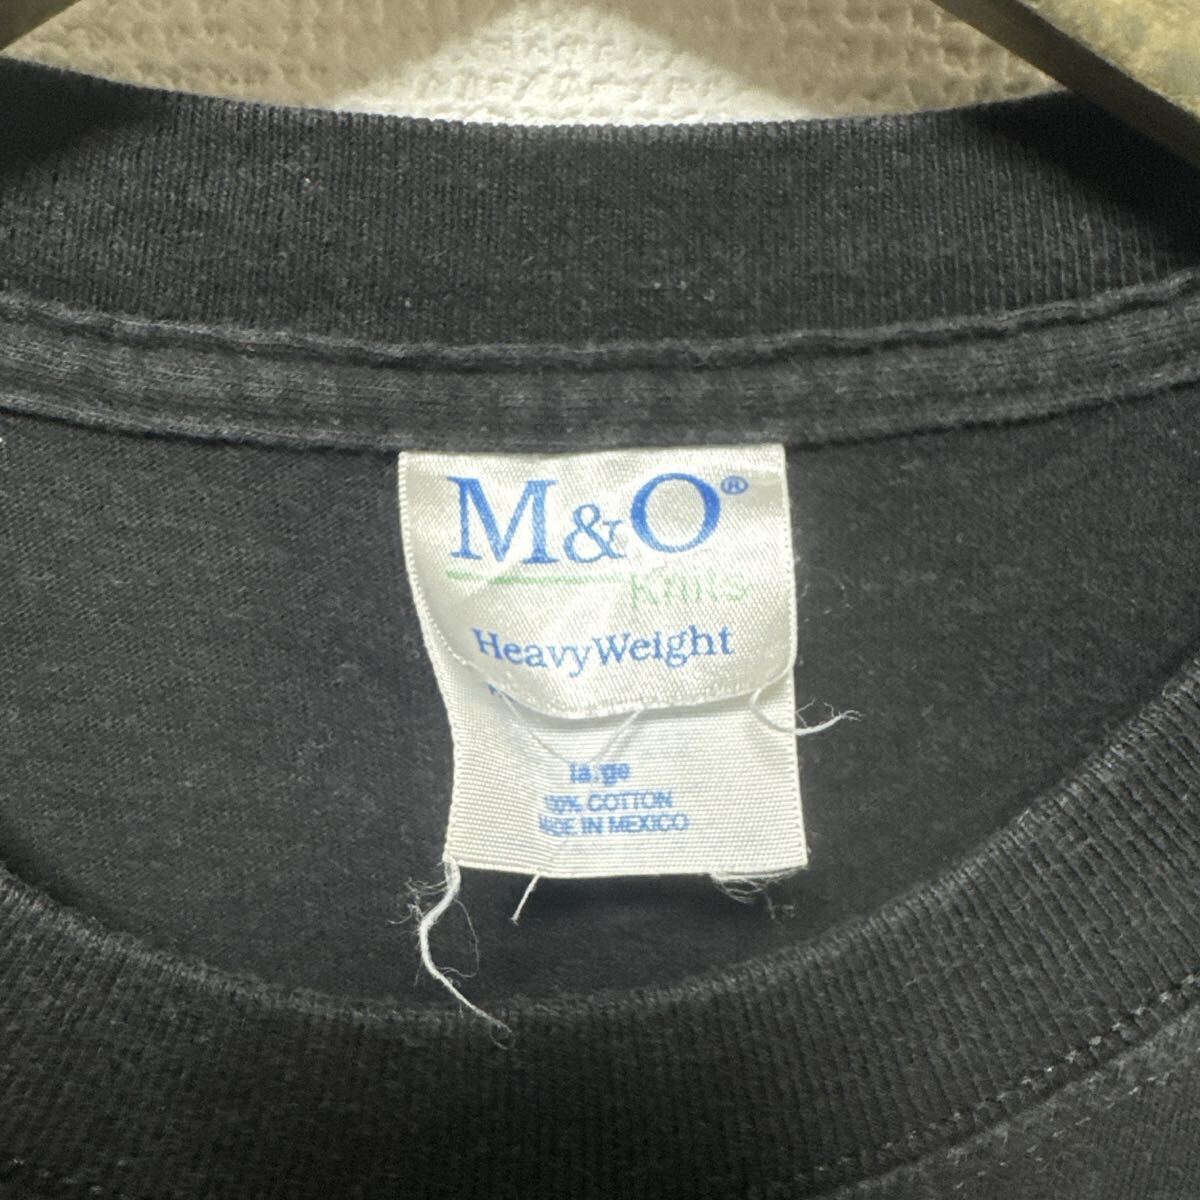 M&O®
Knits
HeavyWeight
large
100% COTTON
MADE IN MEXICO